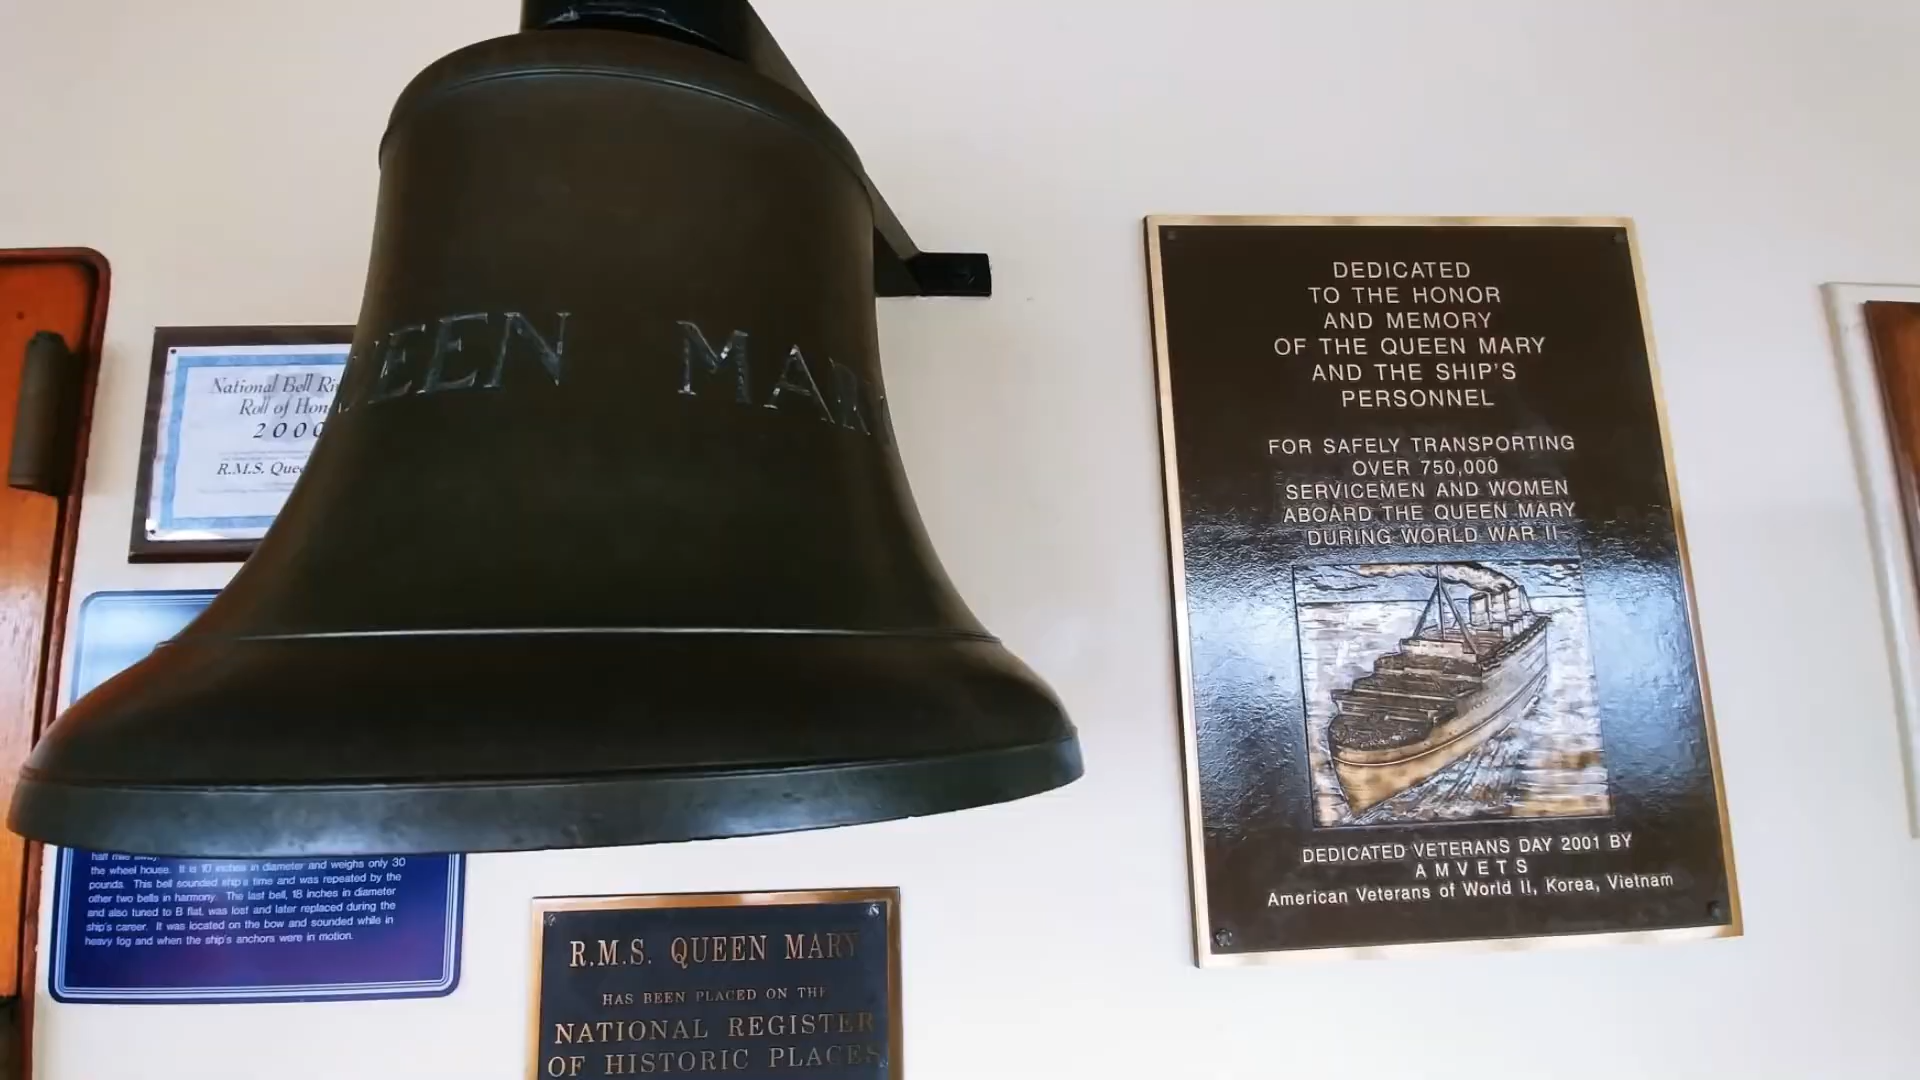 National Bell
Roll of
2000
R.M.S.
QUEEN MARY
half mile away.
the wheel house. It is 10 inches in diameter and weighs only 30
pounds. This bell sounded ship's time and was repeated by the
other two bells in harmony. The last bell, 18 inches in diameter
and also tuned to B flat, was lost and later replaced during the
ship's career. It was located on the bow and sounded while in
heavy fog and when the ship's anchors were in motion.
R.M.S. QUEEN MARY
HAS BEEN PLACED ON THE
NATIONAL REGISTER
OF HISTORIC PLACES
DEDICATED
TO THE HONOR
AND MEMORY
OF THE QUEEN MARY
AND THE SHIP'S
PERSONNEL
FOR SAFELY TRANSPORTING
OVER 750,000
SERVICEMEN AND WOMEN
ABOARD THE QUEEN MARY
DURING WORLD WAR II
DEDICATED VETERANS DAY 2001 BY
A M V E T S
American Veterans of World II, Korea, Vietnam